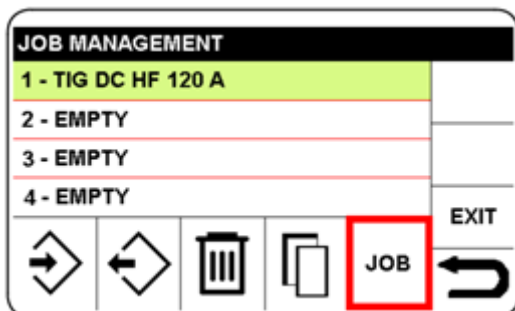 JOB MANAGEMENT
1 - TIG DC HF 120 A
2 - EMPTY
3 - EMPTY
4 - EMPTY
EXIT
JOB